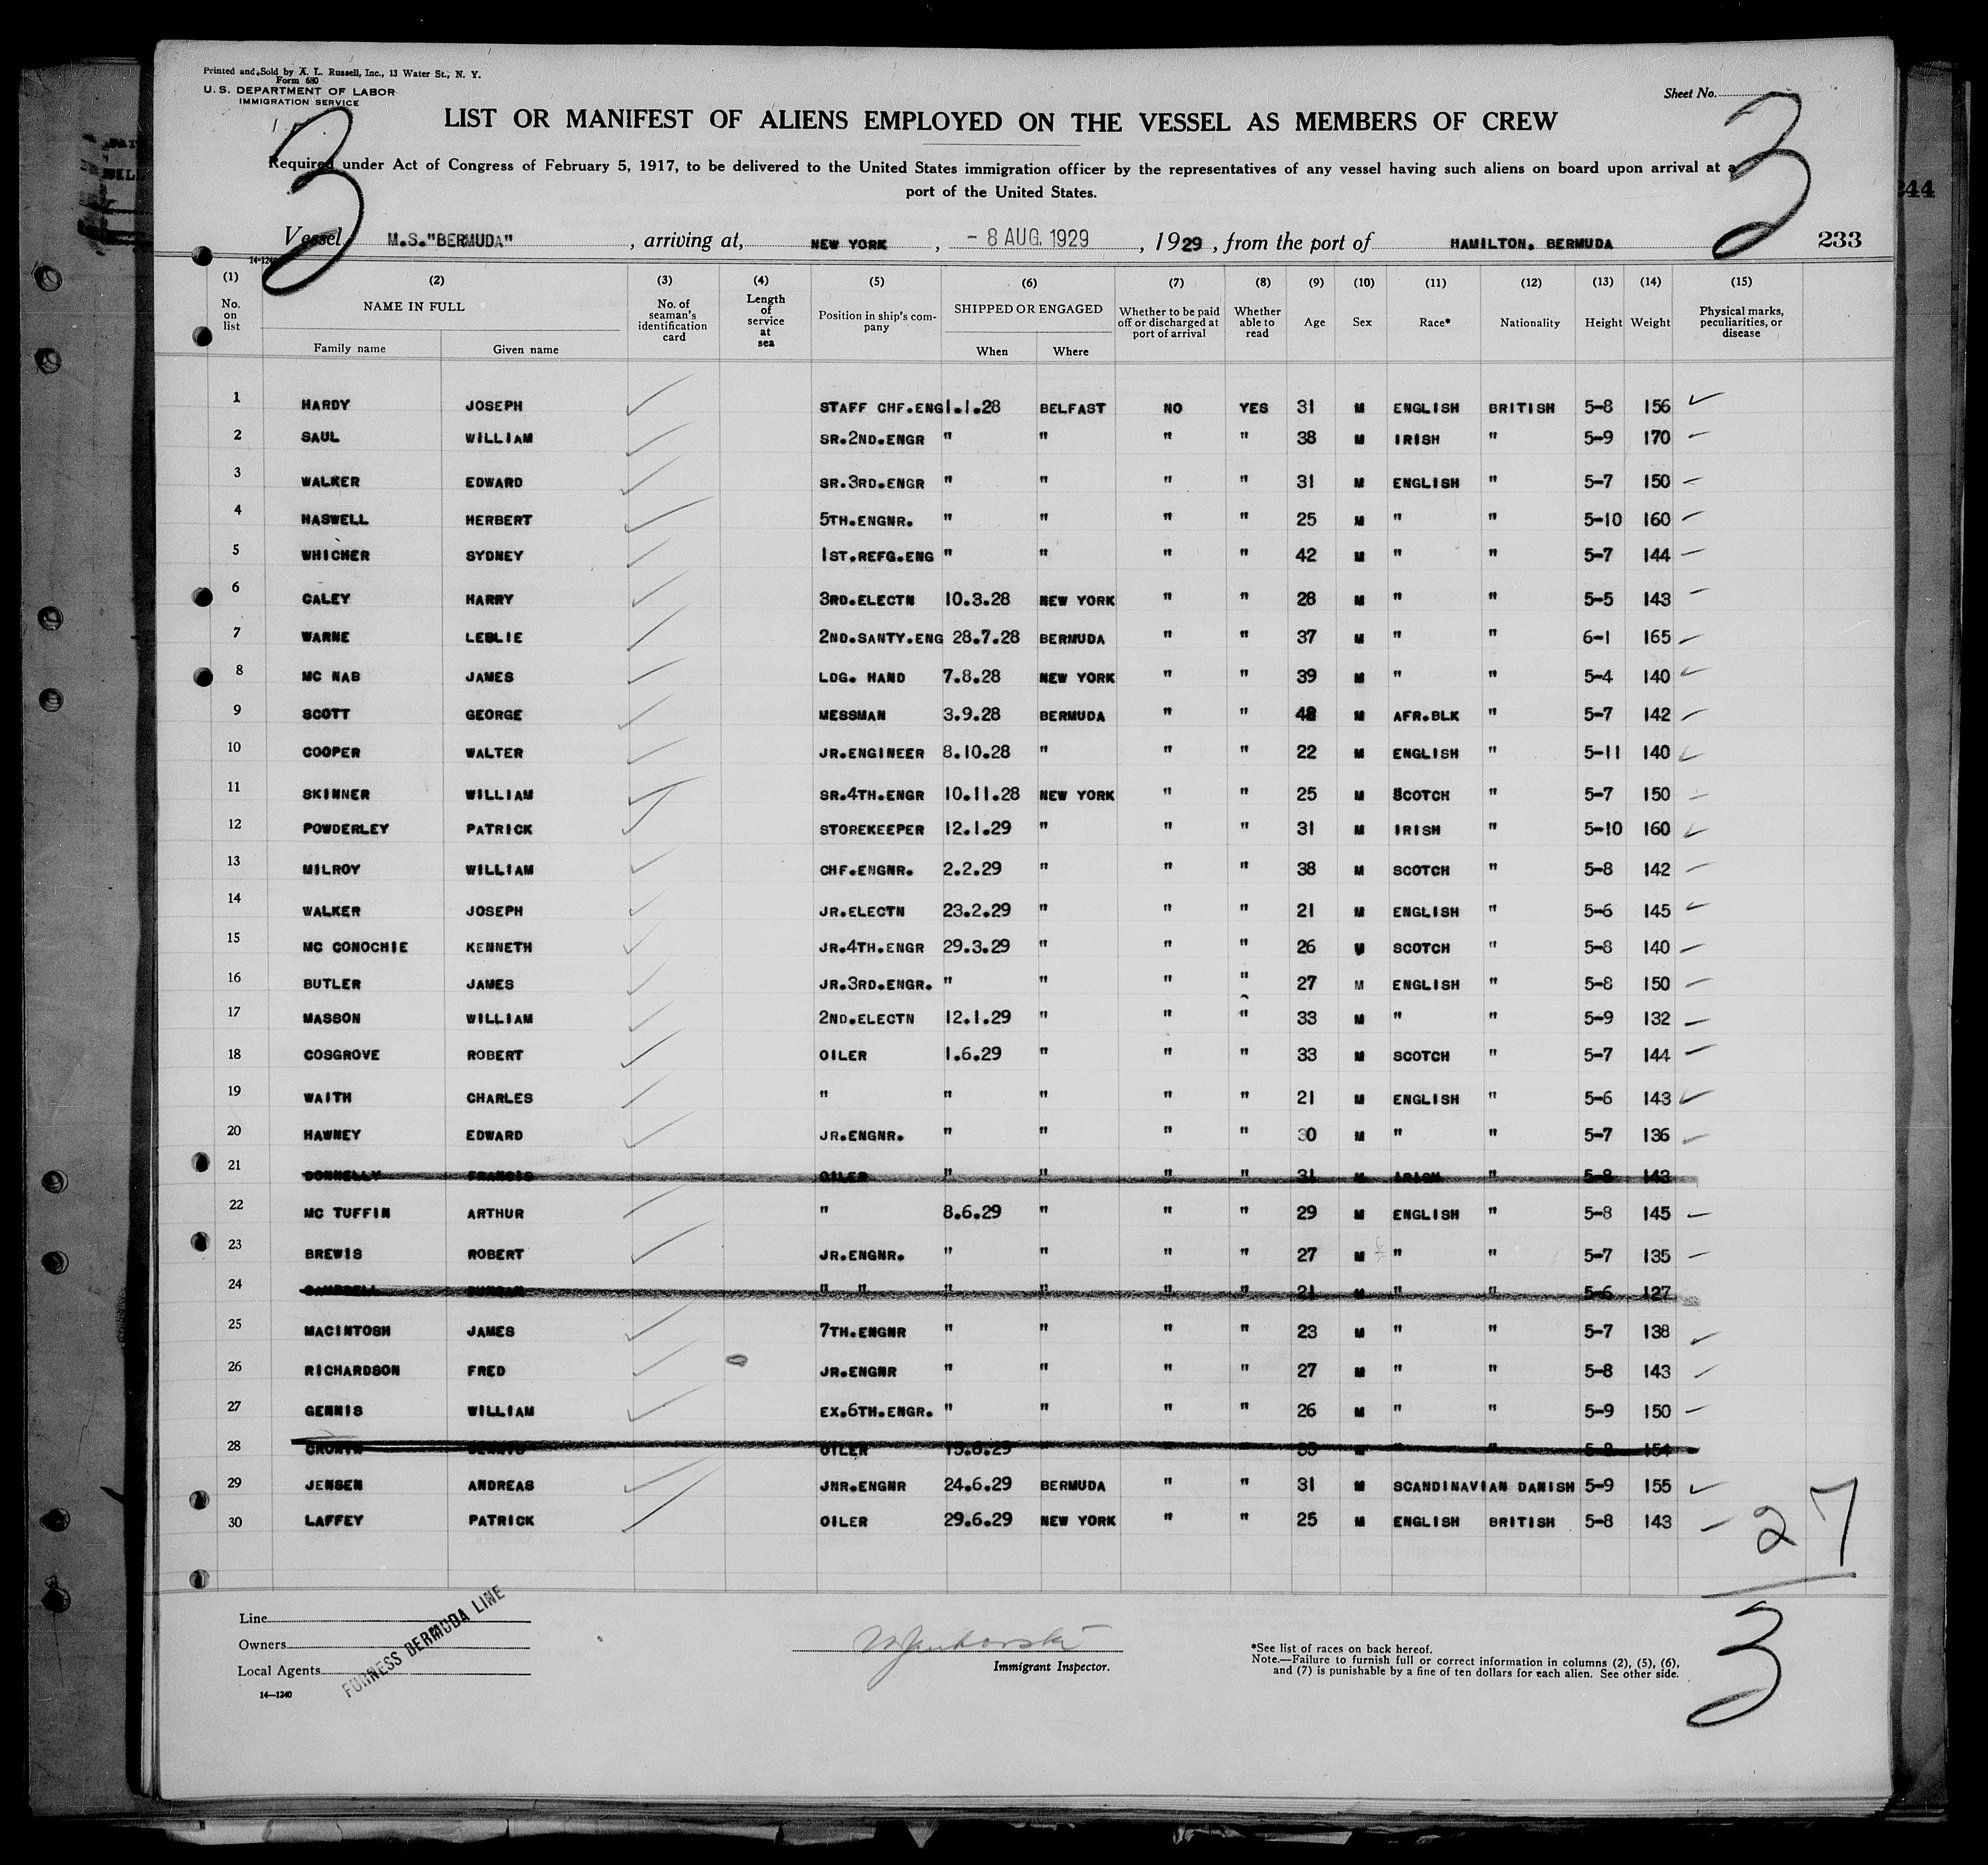 Printed and Sold by A. L. Russell, Inc., 13 Water St., N. Y.
Form 680
U. S. DEPARTMENT OF LABOR
IMMIGRATION SERVICE
Sheet No.
3
3
LIST OR MANIFEST OF ALIENS EMPLOYED ON THE VESSEL AS MEMBERS OF CREW
Required under Act of Congress of February 5, 1917, to be delivered to the United States immigration officer by the representatives of any vessel having such aliens on board upon arrival at a
port of the United States.
Vessel M.S."BERMUDA", arriving at, NEW YORK, - 8 AUG. 1929, 1929, from the port of HAMILTON. BERMUDA
233
244
14-1240
(1) (2) (3) (4) (5) (6) (7) (8) (9) (10) (11) (12) (13) (14) (15)
No. on list
NAME IN FULL
Family name
Given name
No. of seaman's identification card
Length of service at sea
Position in ship's company
SHIPPED OR ENGAGED
When
Where
Whether to be paid off or discharged at port of arrival
Whether able to read
Age
Sex
Race*
Nationality
Height
Weight
Physical marks, peculiarities, or disease
1 HARDY JOSEPH STAFF CHF.ENG 1.1.28 BELFAST NO YES 31 M ENGLISH BRITISH 5-8 156
2 SAUL WILLIAM SR.2ND.ENGR " " " " 38 M IRISH " 5-9 170
3 WALKER EDWARD SR.3RD.ENGR " " " " 31 M ENGLISH " 5-7 150
4 HASWELL HERBERT 5TH.ENGNR. " " " " 25 M " " 5-10 160
5 WHICHER SYDNEY 1ST.REFG.ENG " " " " 42 M " " 5-7 144
6 CALEY HARRY 3RD.ELECTN 10.3.28 NEW YORK " " 28 M " " 5-5 143
7 WARNE LESLIE 2ND.SANTY.ENG 28.7.28 BERMUDA " " 37 M " " 6-1 165
8 MC NAB JAMES LDG. HAND 7.8.28 NEW YORK " " 39 M " " 5-4 140
9 SCOTT GEORGE MESSMAN 3.9.28 BERMUDA " " 48 M AFR.BLK " 5-7 142
10 COOPER WALTER JR.ENGINEER 8.10.28 " " " 22 M ENGLISH " 5-11 140
11 SKINNER WILLIAM SR.4TH.ENGR 10.11.28 NEW YORK " " 25 M SCOTCH " 5-7 150
12 POWDERLEY PATRICK STOREKEEPER 12.1.29 " " " 31 M IRISH " 5-10 160
13 MILROY WILLIAM CHF.ENGNR. 2.2.29 " " " 38 M SCOTCH " 5-8 142
14 WALKER JOSEPH JR.ELECTN 23.2.29 " " " 21 M ENGLISH " 5-6 145
15 MC CONOCHIE KENNETH JR.4TH.ENGR 29.3.29 " " " 26 M SCOTCH " 5-8 140
16 BUTLER JAMES JR.3RD.ENGR. " " " " 27 M ENGLISH " 5-8 150
17 MASSON WILLIAM 2ND.ELECTN 12.1.29 " " " 33 M " " 5-9 132
18 COSGROVE ROBERT OILER 1.6.29 " " " 33 M SCOTCH " 5-7 144
19 WAITH CHARLES " " " " " 21 M ENGLISH " 5-6 143
20 HAWNEY EDWARD JR.ENGNR. " " " " 30 M " " 5-7 136
21 DONNELLY FRANCIS OILER " " " " 31 M IRISH " 5-8 143
22 MC TUFFIN ARTHUR " 8.6.29 " " " 29 M ENGLISH " 5-8 145
23 BREWIS ROBERT JR.ENGNR. " " " " 27 M " " 5-7 135
24 CAMPBELL DUNCAN " " " " " " 21 M " " 5-6 127
25 MACINTOSH JAMES 7TH.ENGNR " " " " 23 M " " 5-7 138
26 RICHARDSON FRED JR.ENGNR " " " " 27 M " " 5-8 143
27 GENNIS WILLIAM EX.6TH.ENGR. " " " " 26 M " " 5-9 150
28 CRONIN DENNIS OILER 15.6.29 " " " M " " 154
29 JENSEN ANDREAS JNR.ENGNR 24.6.29 BERMUDA " " 31 M SCANDINAVIAN DANISH 5-9 155
30 LAFFEY PATRICK OILER 29.6.29 NEW YORK " " 25 M ENGLISH BRITISH 5-8 143
27
3
Line
Owners
Local Agents
FURNESS BERMUDA LINE
14—1240
Immigrant Inspector.
*See list of races on back hereof.
Note.—Failure to furnish full or correct information in columns (2), (5), (6),
and (7) is punishable by a fine of ten dollars for each alien. See other side.